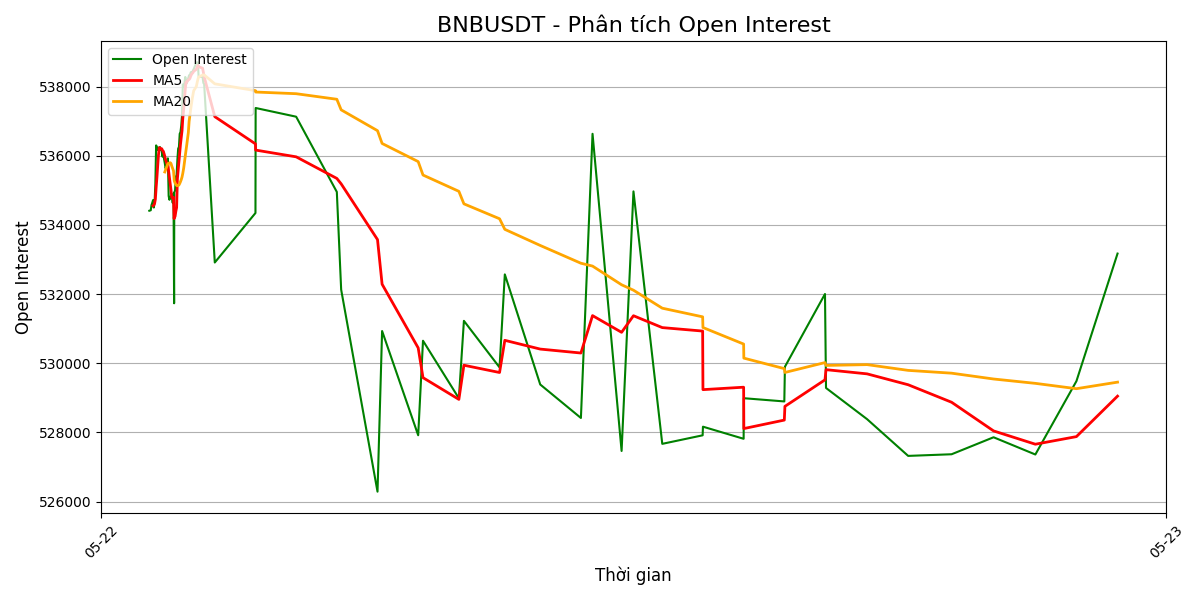 BNBUSDT - Phân tích Open Interest
Open Interest
MA5
MA20
538000
536000
534000
532000
530000
528000
526000
Open Interest
05-22
05-23
Thời gian